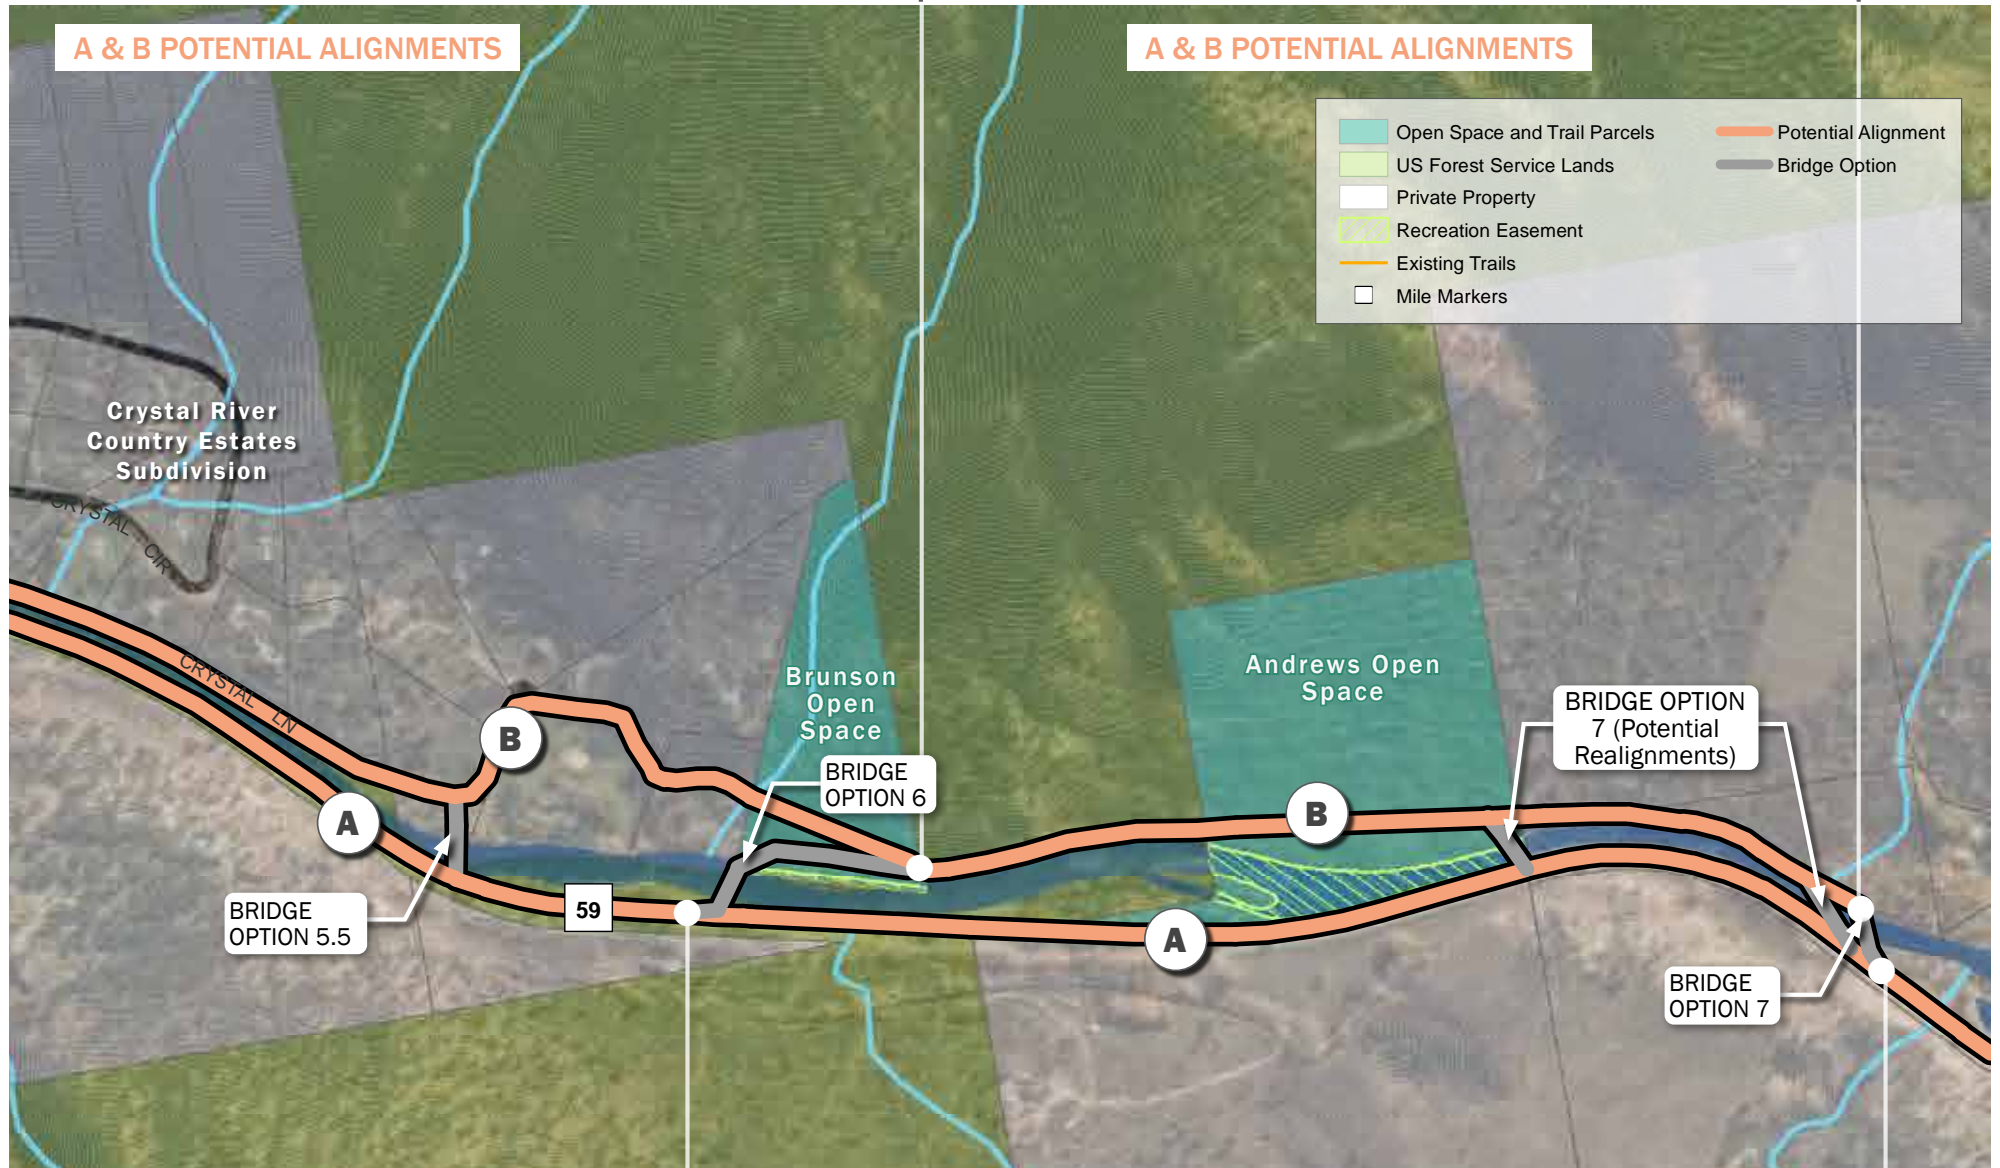 A & B POTENTIAL ALIGNMENTS
A & B POTENTIAL ALIGNMENTS
Open Space and Trail Parcels
US Forest Service Lands
Private Property
Recreation Easement
Existing Trails
Mile Markers
Potential Alignment
Bridge Option
Crystal River
Country Estates
Subdivision
CRYSTAL CIR
CRYSTAL LN
B
A
BRIDGE
OPTION 5.5
59
Brunson
Open
Space
BRIDGE
OPTION 6
Andrews Open
Space
B
A
BRIDGE OPTION
7 (Potential
Realignments)
BRIDGE
OPTION 7